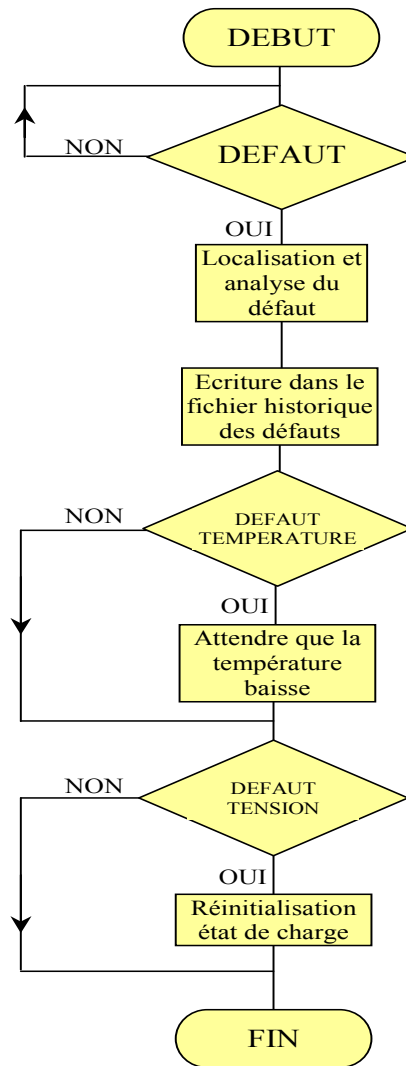 DEBUT
DEFAUT
NON
OUI
Localisation et
analyse du
défaut
Ecriture dans le
fichier historique
des défauts
NON
DEFAUT
TEMPERATURE
OUI
Attendre que la
température
baisse
NON
DEFAUT
TENSION
OUI
Réinitialisation
état de charge
FIN